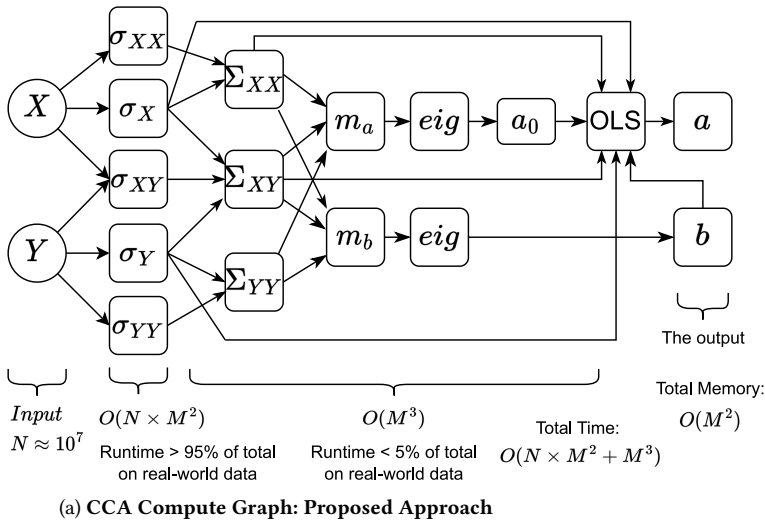 σ_XX
X σ_X Σ_XX m_a eig a_0 OLS a
σ_XY Σ_XY
Y σ_Y Σ_YY m_b eig b
σ_YY
The output
Input
N ≈ 10^7
O(N × M^2)
Runtime > 95% of total
on real-world data
O(M^3)
Runtime < 5% of total
on real-world data
Total Time:
O(N × M^2 + M^3)
Total Memory:
O(M^2)
(a) CCA Compute Graph: Proposed Approach